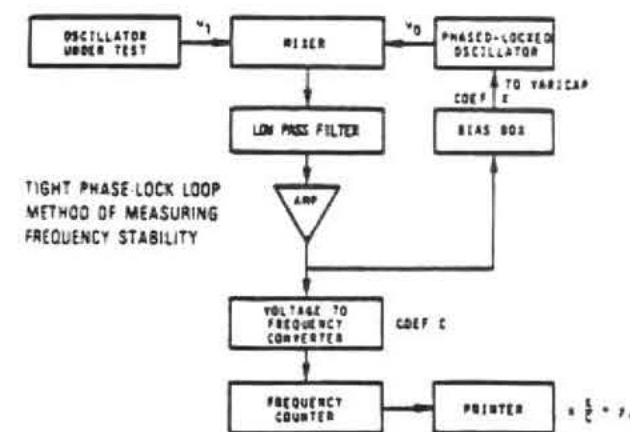 OSCILLATOR
UNDER TEST
MIXER
PHASED-LOCKED
OSCILLATOR
TO VARICAP
COEF
LOW PASS FILTER
BIAS BOX
AMP
TIGHT PHASE-LOCK LOOP
METHOD OF MEASURING
FREQUENCY STABILITY
VOLTAGE TO
FREQUENCY
CONVERTER
COEF C
FREQUENCY
COUNTER
PRINTER